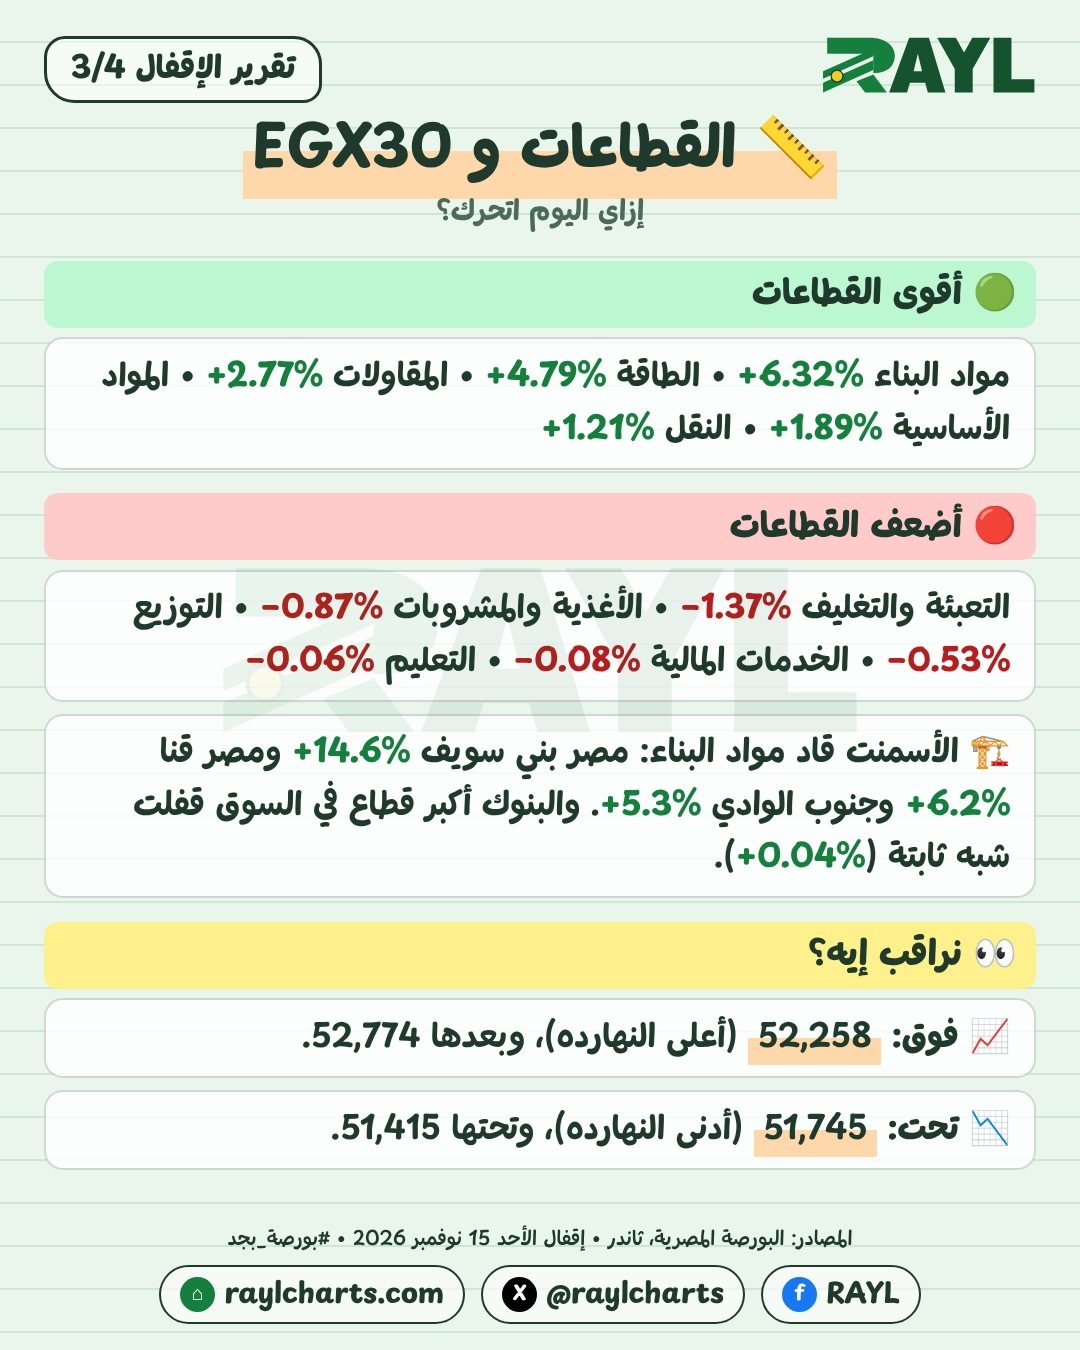 RAYL
تقرير الإقفال 3/4
📏 القطاعات و EGX30
إزاي اليوم اتحرك؟
🟢 أقوى القطاعات
مواد البناء +6.32% • الطاقة +4.79% • المقاولات +2.77% • المواد
الأساسية +1.89% • النقل +1.21%
🔴 أضعف القطاعات
التعبئة والتغليف −1.37% • الأغذية والمشروبات −0.87% • التوزيع
−0.53% • الخدمات المالية −0.08% • التعليم −0.06%
🏗️ الأسمنت قاد مواد البناء: مصر بني سويف +14.6% ومصر قنا
+6.2% وجنوب الوادي +5.3%. والبنوك أكبر قطاع في السوق قفلت
شبه ثابتة (+0.04%).
👀 نراقب إيه؟
📈 فوق: 52,258 (أعلى النهارده)، وبعدها 52,774.
📉 تحت: 51,745 (أدنى النهارده)، وتحتها 51,415.
المصادر: البورصة المصرية، ثاندر • إقفال الأحد 15 نوفمبر 2026 • #بورصة_بجد
raylcharts.com
X @raylcharts
f RAYL